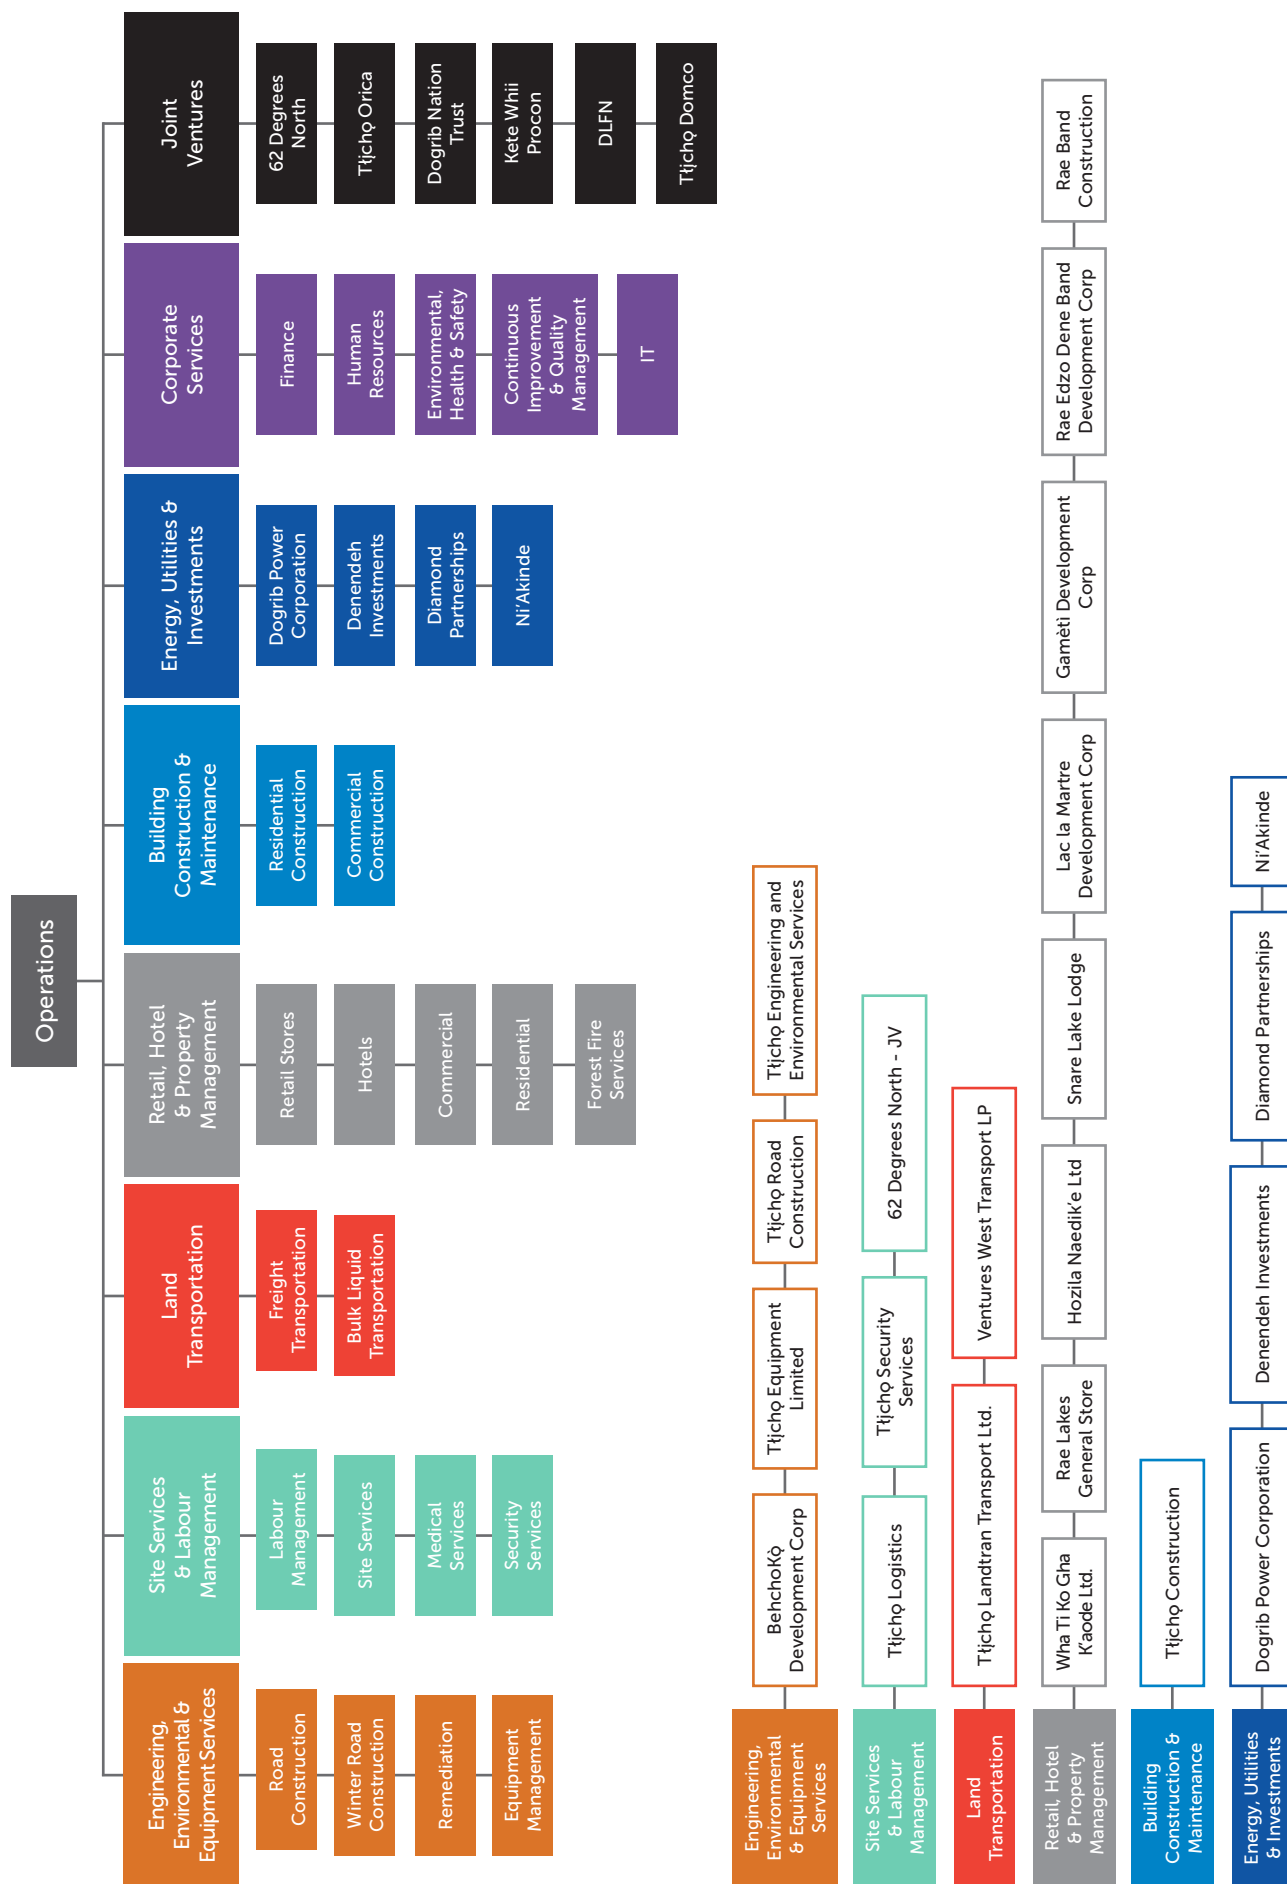 Operations
Engineering,
Environmental &
Equipment Services
Road
Construction
Winter Road
Construction
Remediation
Equipment
Management
Site Services
& Labour
Management
Labour
Management
Site Services
Medical
Services
Security
Services
Land
Transportation
Freight
Transportation
Bulk Liquid
Transportation
Retail, Hotel
& Property
Management
Retail Stores
Hotels
Commercial
Residential
Forest Fire
Services
Building
Construction &
Maintenance
Residential
Construction
Commercial
Construction
Energy, Utilities &
Investments
Dogrib Power
Corporation
Denendeh
Investments
Diamond
Partnerships
Ni’Akinde
Corporate
Services
Finance
Human
Resources
Environmental,
Health & Safety
Continuous
Improvement
& Quality
Management
IT
Joint
Ventures
62 Degrees
North
Tłįchǫ Orica
Dogrib Nation
Trust
Kete Whii
Procon
DLFN
Tłįchǫ Domco
Engineering,
Environmental
& Equipment
Services
BehchoKǫ̀
Development Corp
Tłįchǫ Equipment
Limited
Tłįchǫ Road
Construction
Tłįchǫ Engineering and
Environmental Services
Site Services
& Labour
Management
Tłįchǫ Logistics
Tłįchǫ Security
Services
62 Degrees North - JV
Land
Transportation
Tłįchǫ Landtran Transport Ltd.
Ventures West Transport LP
Retail, Hotel
& Property
Management
Wha Ti Ko Gha
K’aode Ltd.
Rae Lakes
General Store
Hozila Naedik’e Ltd
Snare Lake Lodge
Lac la Martre
Development Corp
Gamèti Development
Corp
Rae Edzo Dene Band
Development Corp
Rae Band
Construction
Building
Construction &
Maintenance
Tłįchǫ Construction
Energy, Utilities
& Investments
Dogrib Power Corporation
Denendeh Investments
Diamond Partnerships
Ni’Akinde